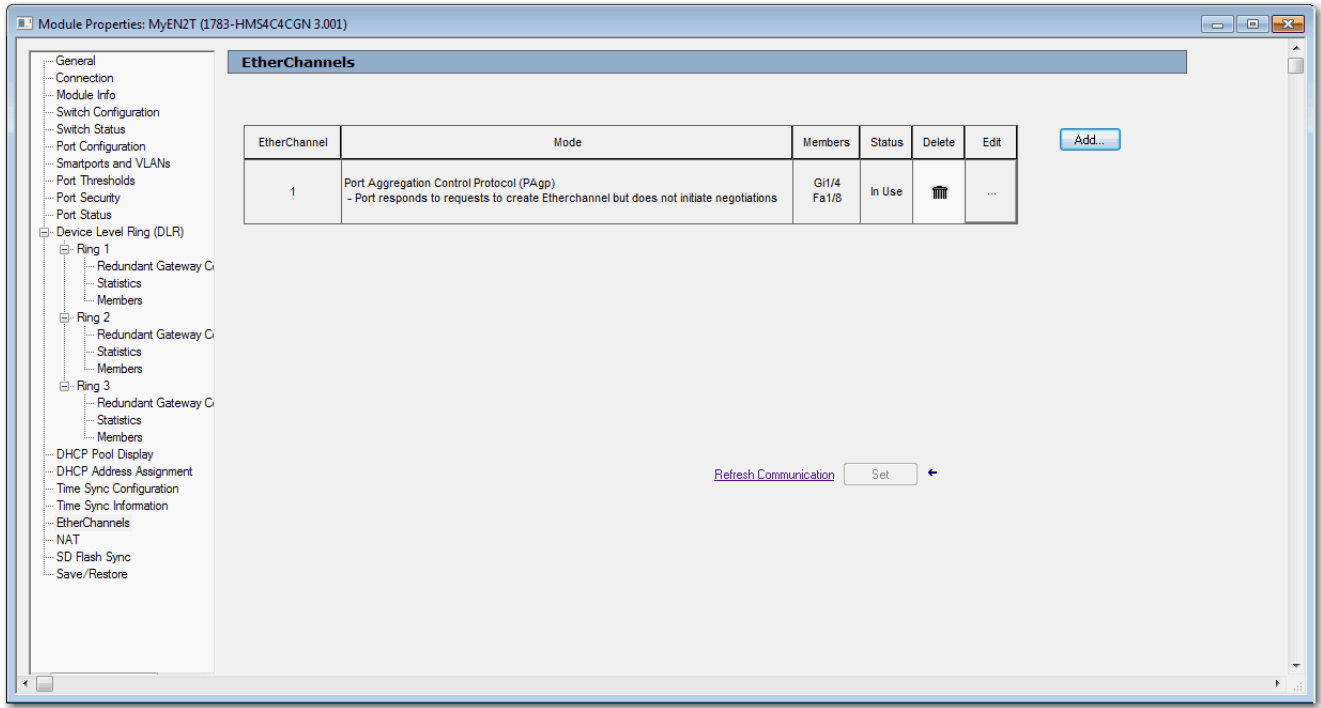 Module Properties: MyEN2T (1783-HMS4C4CGN 3.001)
General
Connection
Module Info
Switch Configuration
Switch Status
Port Configuration
Smartports and VLANs
Port Thresholds
Port Security
Port Status
Device Level Ring (DLR)
Ring 1
Redundant Gateway C
Statistics
Members
Ring 2
Redundant Gateway C
Statistics
Members
Ring 3
Redundant Gateway C
Statistics
Members
DHCP Pool Display
DHCP Address Assignment
Time Sync Configuration
Time Sync Information
EtherChannels
NAT
SD Flash Sync
Save/Restore
EtherChannels
EtherChannel Mode Members Status Delete Edit
1 Port Aggregation Control Protocol (PAgp)
- Port responds to requests to create Etherchannel but does not initiate negotiations
Gi1/4
Fa1/8
In Use
...
Add...
Refresh Communication Set